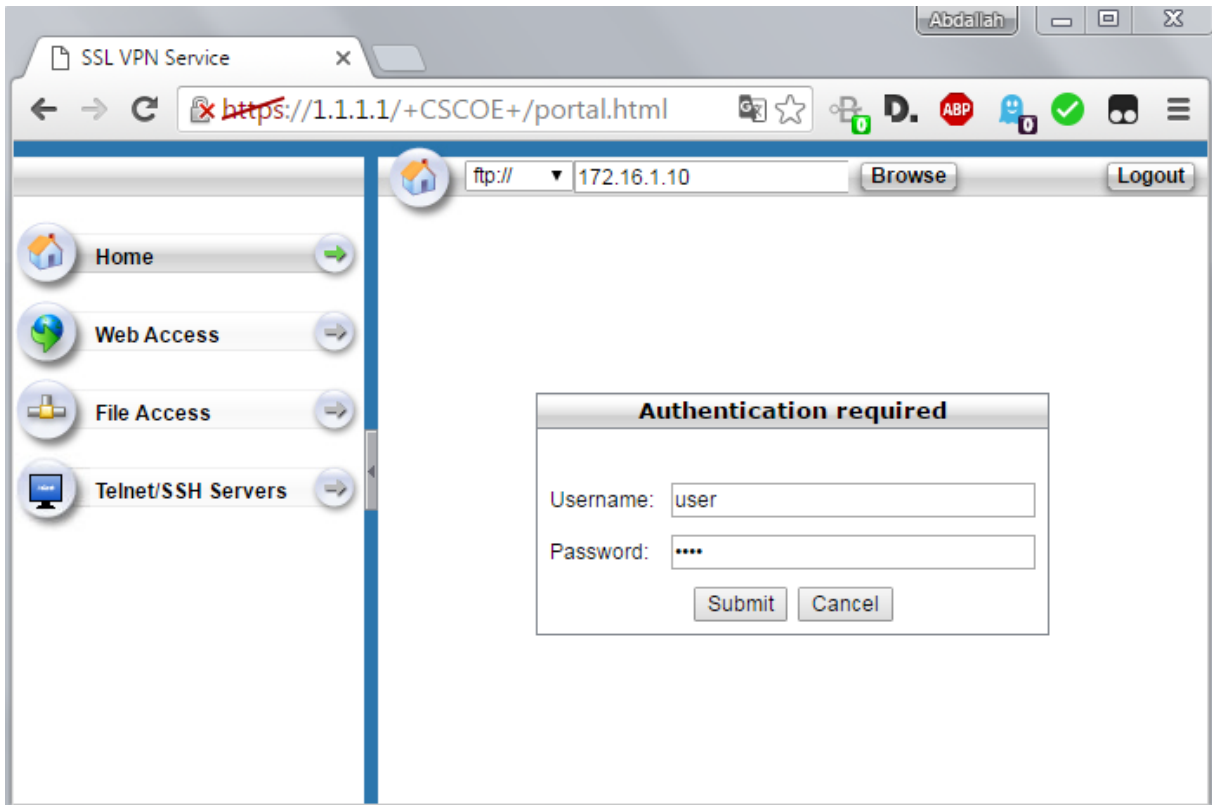 Abdallah
SSL VPN Service
https://1.1.1.1/+CSCOE+/portal.html
0
D.
ABP
0
ftp://
172.16.1.10
Browse
Logout
Home
Web Access
File Access
Telnet/SSH Servers
Authentication required
Username: user
Password: ••••
Submit Cancel